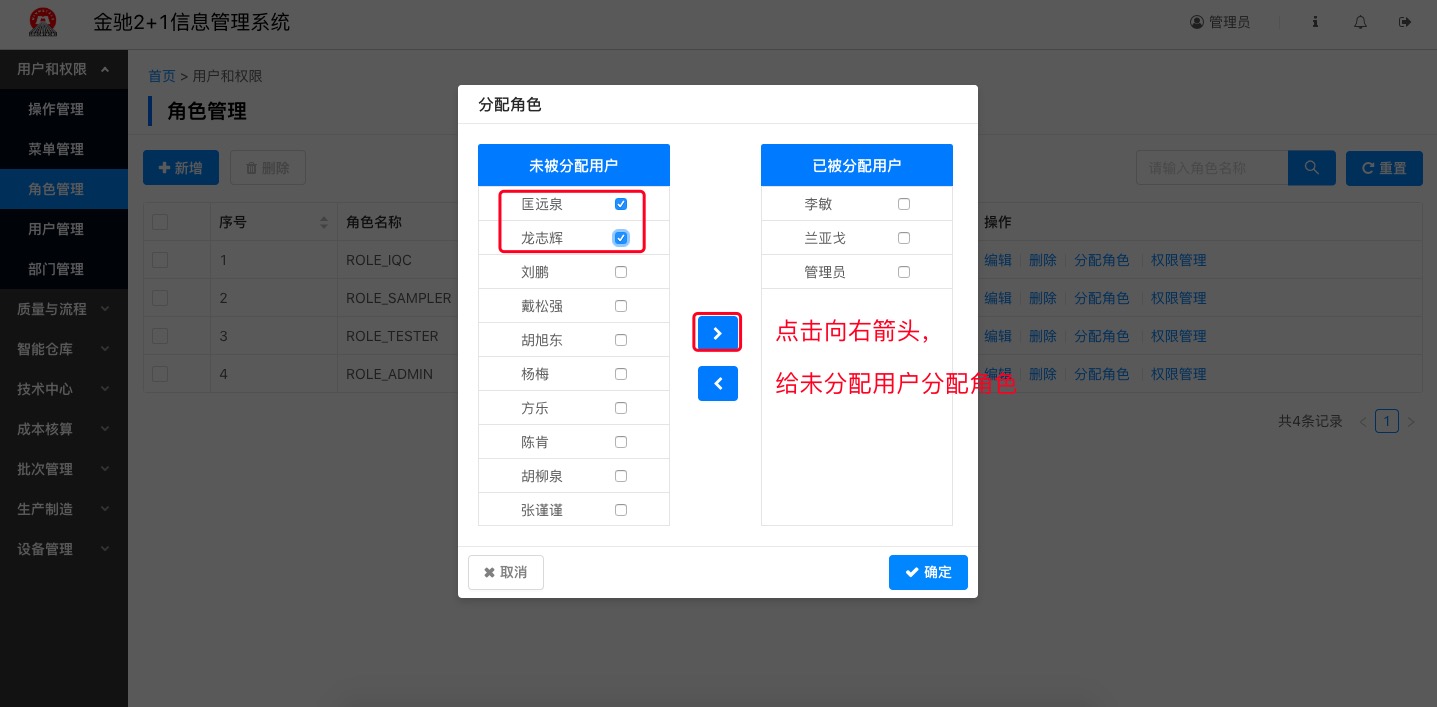 金驰2+1信息管理系统
管理员
用户和权限
操作管理
菜单管理
角色管理
用户管理
部门管理
质量与流程
智能仓库
技术中心
成本核算
批次管理
生产制造
设备管理
首页 > 用户和权限
角色管理
新增
删除
请输入角色名称
重置
序号
角色名称
操作
1
ROLE_IQC
编辑
删除
分配角色
权限管理
2
ROLE_SAMPLER
编辑
删除
分配角色
权限管理
3
ROLE_TESTER
编辑
删除
分配角色
权限管理
4
ROLE_ADMIN
编辑
删除
分配角色
权限管理
共4条记录
<
1
>
分配角色
未被分配用户
匡远泉
龙志辉
刘鹏
戴松强
胡旭东
杨梅
方乐
陈肯
胡柳泉
张谨谨
已被分配用户
李敏
兰亚戈
管理员
点击向右箭头，
给未分配用户分配角色
取消
确定